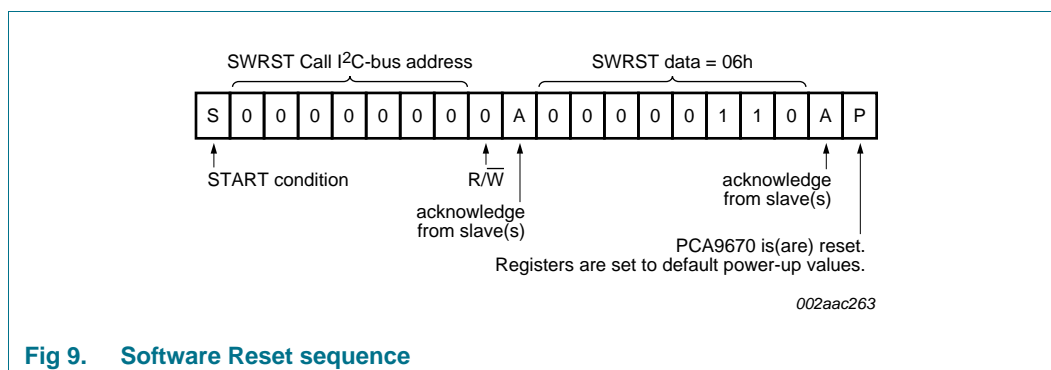 SWRST Call I2C-bus address SWRST data = 06h
S 0 0 0 0 0 0 0 0 A 0 0 0 0 0 1 1 0 A P
START condition R/W acknowledge
acknowledge from slave(s)
from slave(s)
PCA9670 is(are) reset.
Registers are set to default power-up values.
002aac263
Fig 9. Software Reset sequence